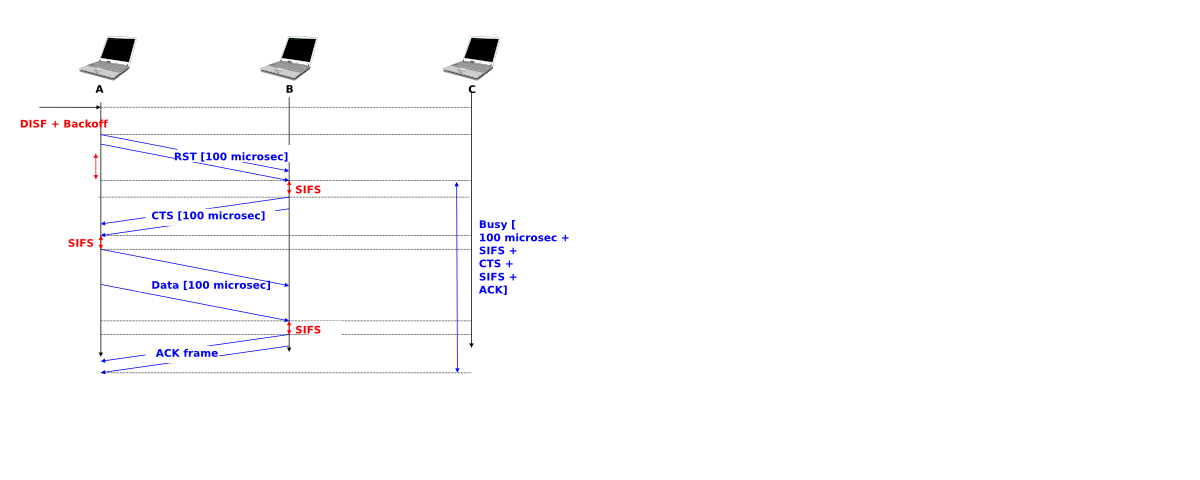 A
B
C
DISF + Backoff
RST [100 microsec]
SIFS
CTS [100 microsec]
SIFS
Busy [
100 microsec +
SIFS +
CTS +
SIFS +
ACK]
Data [100 microsec]
SIFS
ACK frame